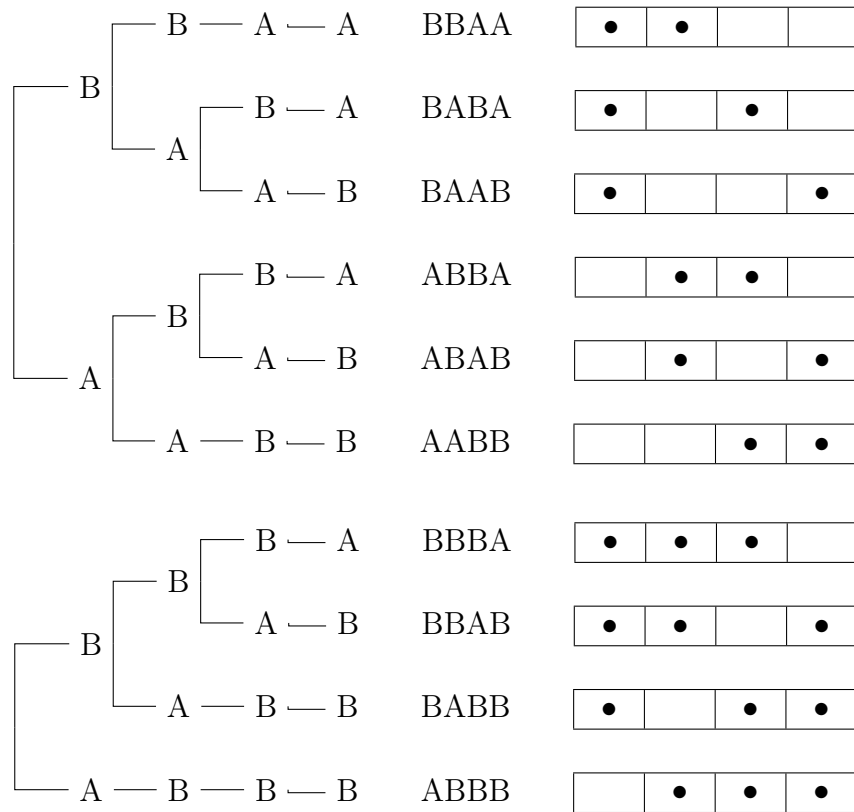 B B A A BBAA
B
B A BABA
A
A B BAAB
B A ABBA
B
A B ABAB
A
A B B AABB
B A BBBA
B
A B BBAB
B
A B B BABB
A B B B ABBB